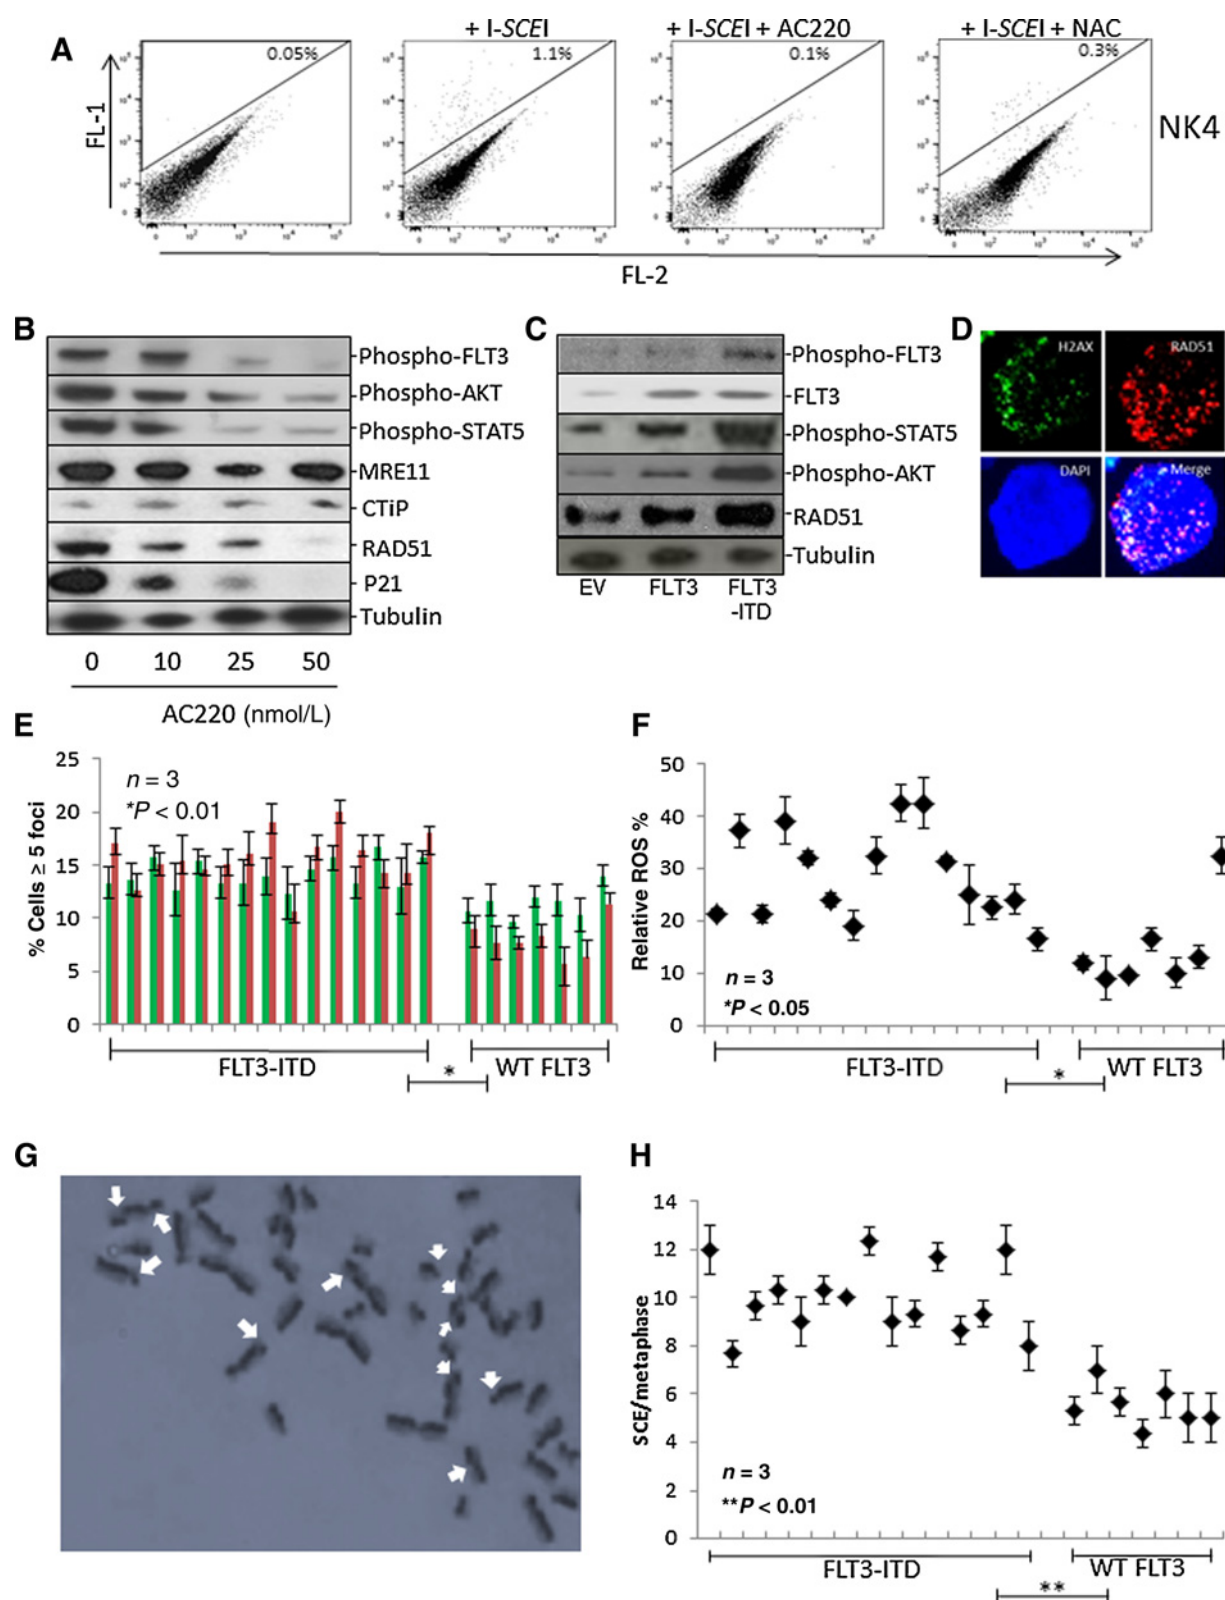 A
+ I-SCEI
+ I-SCEI + AC220
+ I-SCEI + NAC
0.05%
1.1%
0.1%
0.3%
FL-1
NK4
FL-2
B
Phospho-FLT3
Phospho-AKT
Phospho-STAT5
MRE11
CTiP
RAD51
P21
Tubulin
0 10 25 50
AC220 (nmol/L)
C
Phospho-FLT3
FLT3
Phospho-STAT5
Phospho-AKT
RAD51
Tubulin
EV FLT3 FLT3
-ITD
D
H2AX
RAD51
DAPI
Merge
E
% Cells ≥ 5 foci
25
20
15
10
5
0
n = 3
*P < 0.01
FLT3-ITD
WT FLT3
*
F
Relative ROS %
50
40
30
20
10
0
n = 3
*P < 0.05
FLT3-ITD
WT FLT3
*
G
H
SCE/metaphase
14
12
10
8
6
4
2
0
n = 3
**P < 0.01
FLT3-ITD
WT FLT3
**